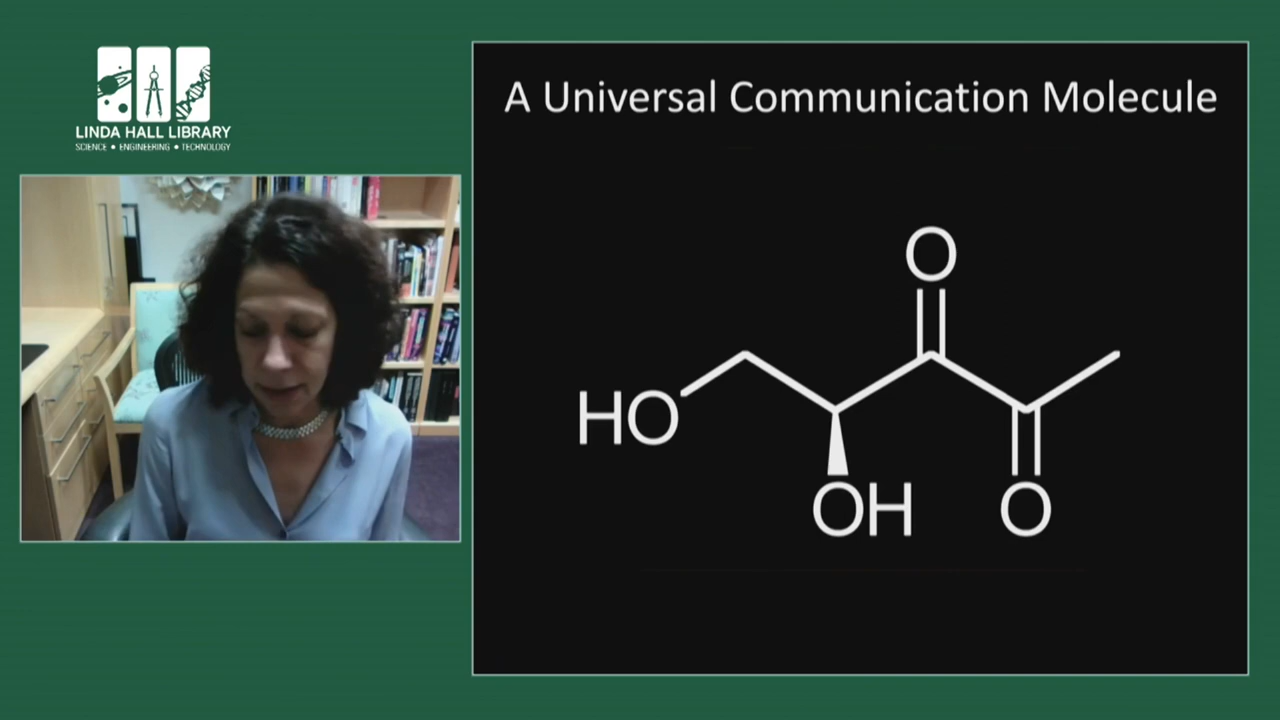 LINDA HALL LIBRARY
SCIENCE • ENGINEERING • TECHNOLOGY
A Universal Communication Molecule
O
HO
OH
O